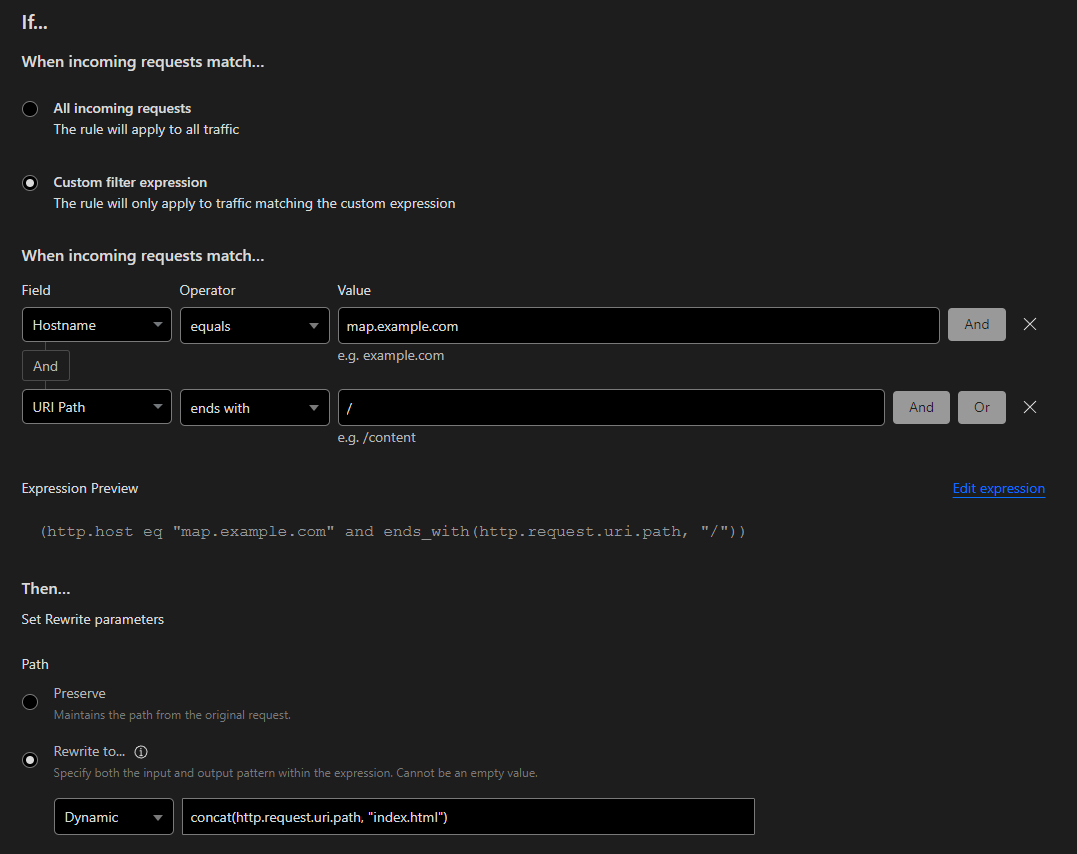 If...
When incoming requests match...
All incoming requests
The rule will apply to all traffic
Custom filter expression
The rule will only apply to traffic matching the custom expression
When incoming requests match...
Field Operator Value
Hostname equals map.example.com And
e.g. example.com
And
URI Path ends with / And Or
e.g. /content
Expression Preview Edit expression
(http.host eq "map.example.com" and ends_with(http.request.uri.path, "/"))
Then...
Set Rewrite parameters
Path
Preserve
Maintains the path from the original request.
Rewrite to...
Specify both the input and output pattern within the expression. Cannot be an empty value.
Dynamic concat(http.request.uri.path, "index.html")